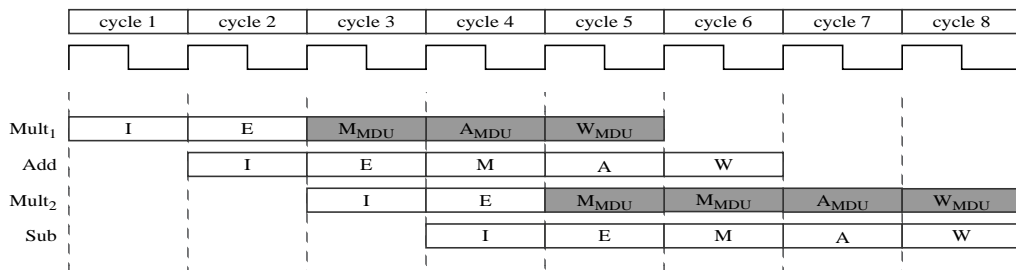 cycle 1 cycle 2 cycle 3 cycle 4 cycle 5 cycle 6 cycle 7 cycle 8
Mult1 I E MMDU AMDU WMDU
Add I E M A W
Mult2 I E MMDU MMDU AMDU WMDU
Sub I E M A W